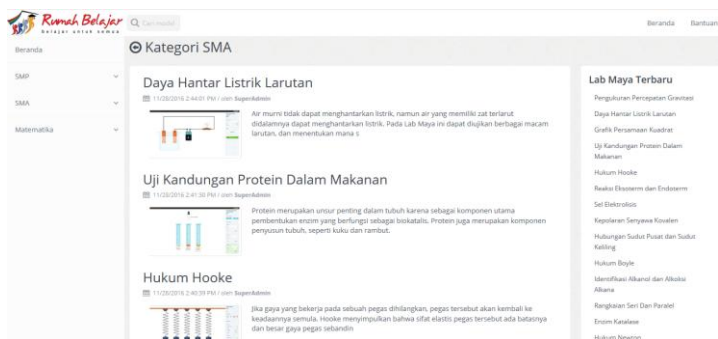 Rumah Belajar
belajar untuk semua
Cari modul
Beranda Bantuan
Beranda
SMP
SMA
Matematika
Kategori SMA
Daya Hantar Listrik Larutan
11/28/2016 2:44:01 PM / oleh SuperAdmin
Air murni tidak dapat menghantarkan listrik, namun air yang memiliki zat terlarut
didalamnya dapat menghantarkan listrik. Pada Lab Maya ini dapat diujikan berbagai macam
larutan, dan menentukan mana s
Uji Kandungan Protein Dalam Makanan
11/28/2016 2:41:30 PM / oleh SuperAdmin
Protein merupakan unsur penting dalam tubuh karena sebagai komponen utama
pembentukan enzim yang berfungsi sebagai biokatalis. Protein juga merupakan komponen
penyusun tubuh, seperti kuku dan rambut.
Hukum Hooke
11/28/2016 2:40:39 PM / oleh SuperAdmin
Jika gaya yang bekerja pada sebuah pegas dihilangkan, pegas tersebut akan kembali ke
keadaannya semula. Hooke menyimpulkan bahwa sifat elastis pegas tersebut ada batasnya
dan besar gaya pegas sebandin
Lab Maya Terbaru
Pengukuran Percepatan Gravitasi
Daya Hantar Listrik Larutan
Grafik Persamaan Kuadrat
Uji Kandungan Protein Dalam
Makanan
Hukum Hooke
Reaksi Eksoterm dan Endoterm
Sel Elektrolisis
Kepolaran Senyawa Kovalen
Hubungan Sudut Pusat dan Sudut
Keliling
Hukum Boyle
Identifikasi Alkanol dan Alkoksi
Alkana
Rangkaian Seri Dan Paralel
Enzim Katalase
Hukum Newton